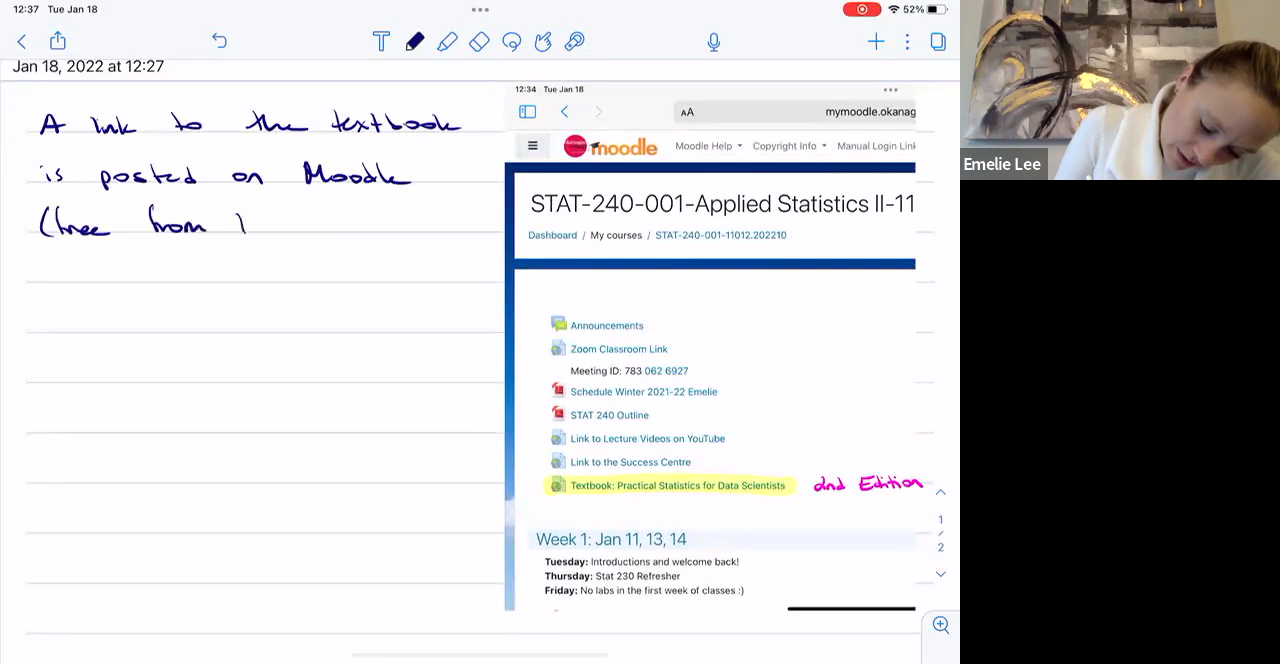 12:37 Tue Jan 18
52%
Jan 18, 2022 at 12:27
A link to the textbook
is posted on Moodle
(free from
12:34 Tue Jan 18
AA
mymoodle.okanag
moodle
Moodle Help
Copyright Info
Manual Login Link
STAT-240-001-Applied Statistics II-11
Dashboard / My courses / STAT-240-001-11012.202210
Announcements
Zoom Classroom Link
Meeting ID: 783 062 6927
Schedule Winter 2021-22 Emelie
STAT 240 Outline
Link to Lecture Videos on YouTube
Link to the Success Centre
Textbook: Practical Statistics for Data Scientists 2nd Edition
1
/
2
Week 1: Jan 11, 13, 14
Tuesday: Introductions and welcome back!
Thursday: Stat 230 Refresher
Friday: No labs in the first week of classes :)
Emelie Lee